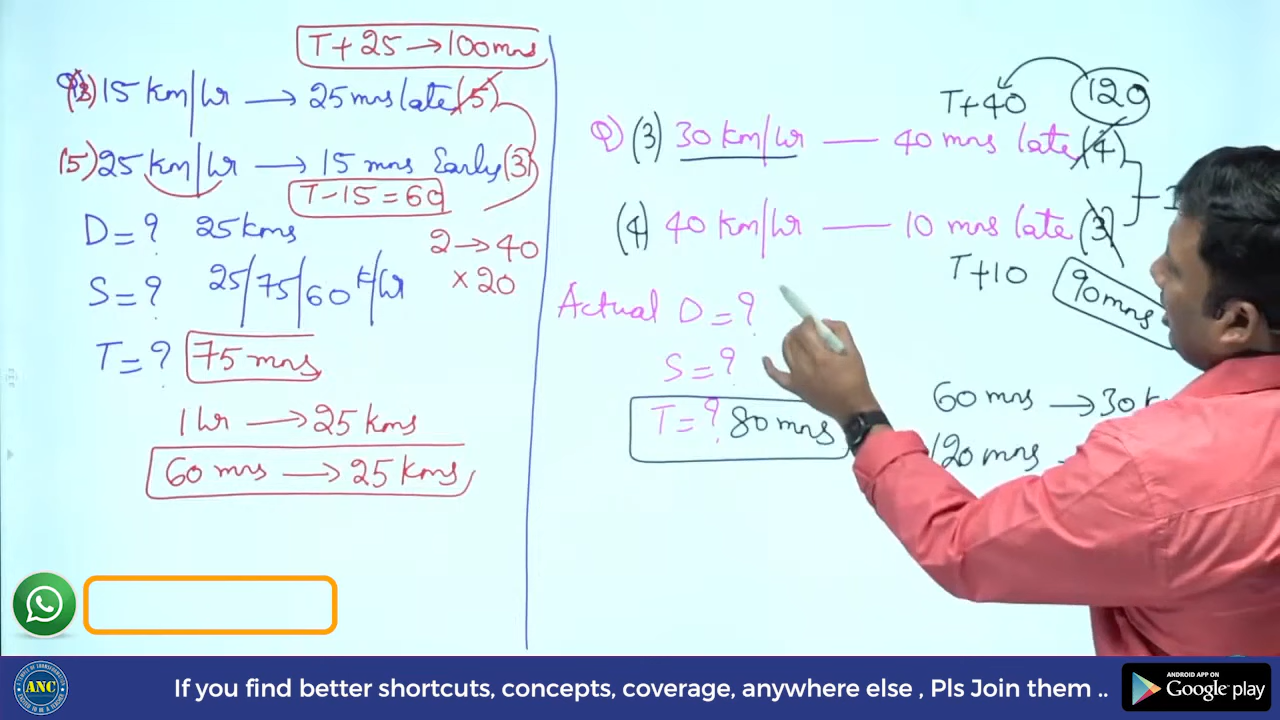 T+25 → 100mns
15 km/hr → 25 mns late (5)
(5) 25 km/hr → 15 mns Early (3)
T-15 = 60
D = ? 25 kms
2 → 40
× 20
S = ? 25/75/60 k/hr
T = ? 75 mns
1 hr → 25 kms
60 mns → 25 kms
T+40 120
Q) (3) 30 km/hr — 40 mns late (4)
(4) 40 km/hr — 10 mns late (3)
T+10 90 mns
Actual D = ?
S = ?
T = ? 80 mns
60 mns → 30
120 mns
ANC
If you find better shortcuts, concepts, coverage, anywhere else , Pls Join them ..
ANDROID APP ON
Google play